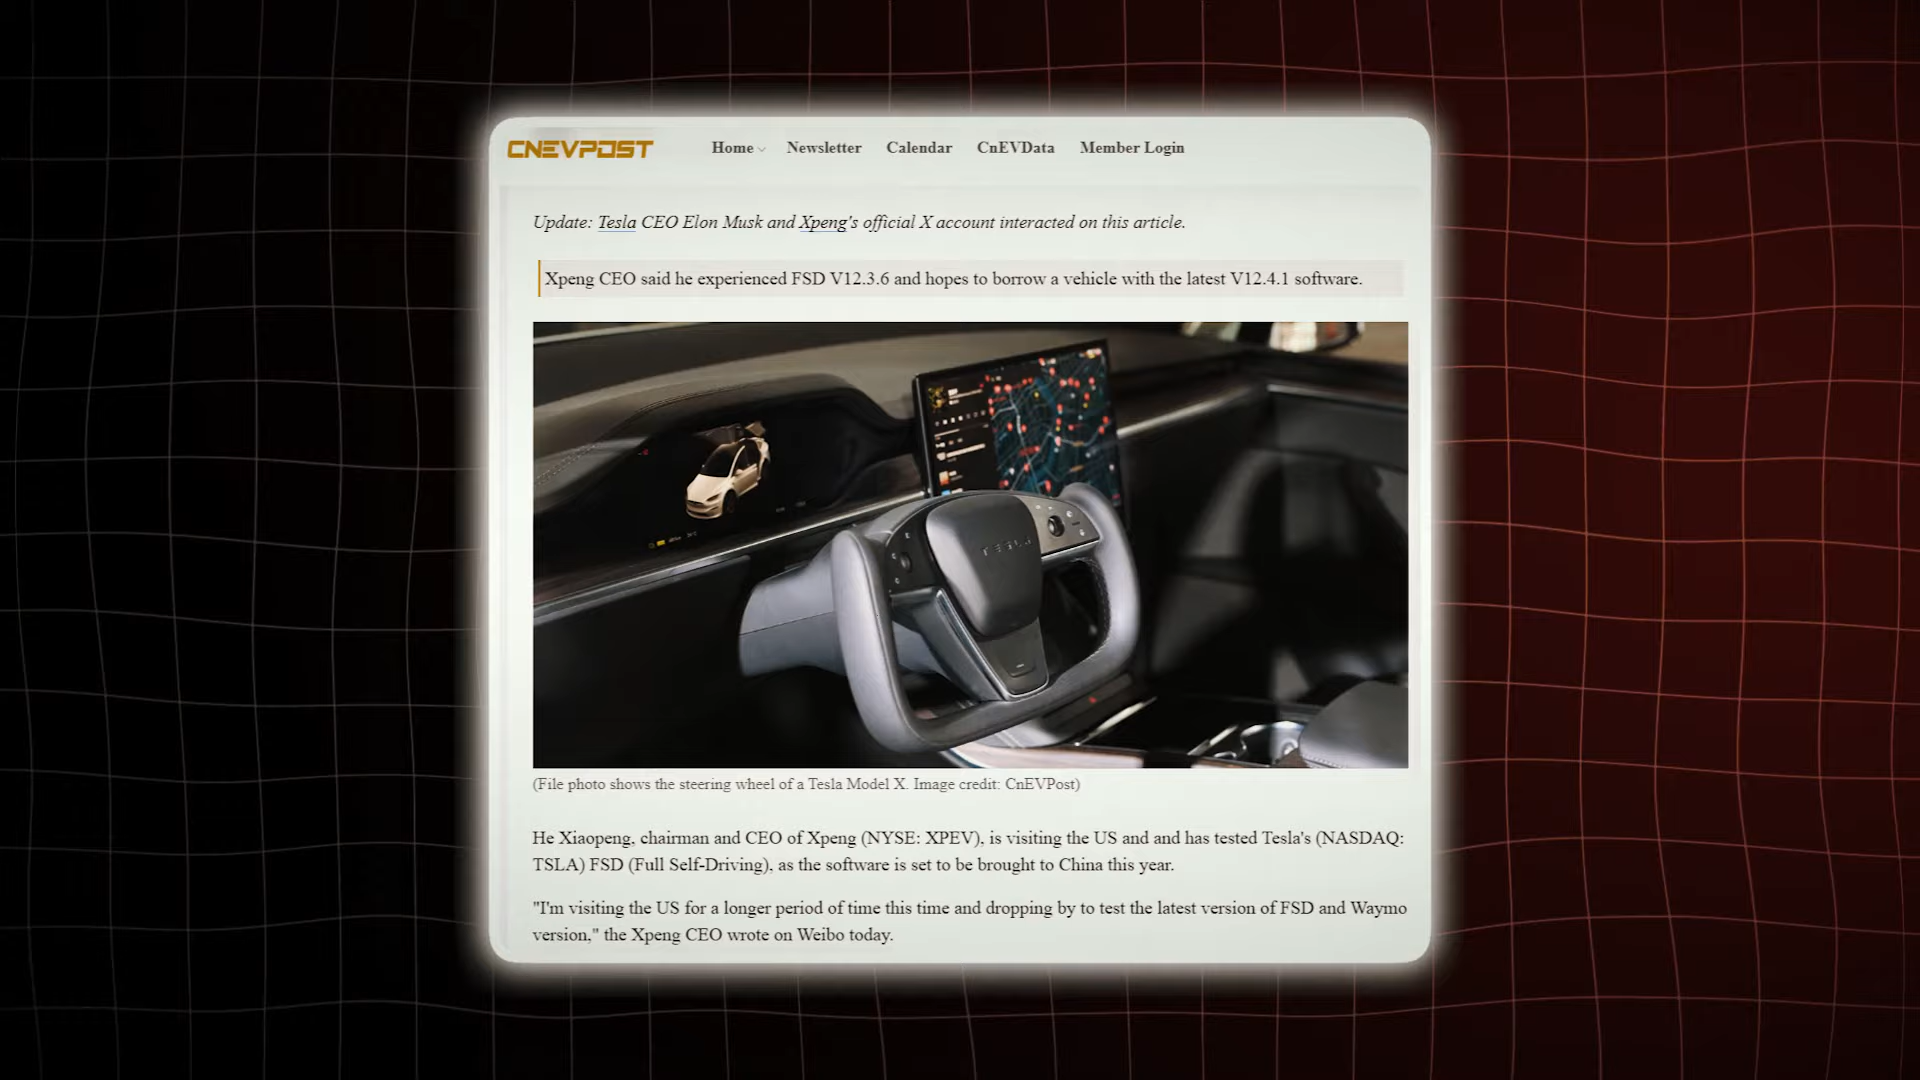 CNEVPOST
Home Newsletter Calendar CnEVData Member Login
Update: Tesla CEO Elon Musk and Xpeng's official X account interacted on this article.
Xpeng CEO said he experienced FSD V12.3.6 and hopes to borrow a vehicle with the latest V12.4.1 software.
TESLA
(File photo shows the steering wheel of a Tesla Model X. Image credit: CnEVPost)
He Xiaopeng, chairman and CEO of Xpeng (NYSE: XPEV), is visiting the US and and has tested Tesla's (NASDAQ:
TSLA) FSD (Full Self-Driving), as the software is set to be brought to China this year.
"I'm visiting the US for a longer period of time this time and dropping by to test the latest version of FSD and Waymo
version," the Xpeng CEO wrote on Weibo today.